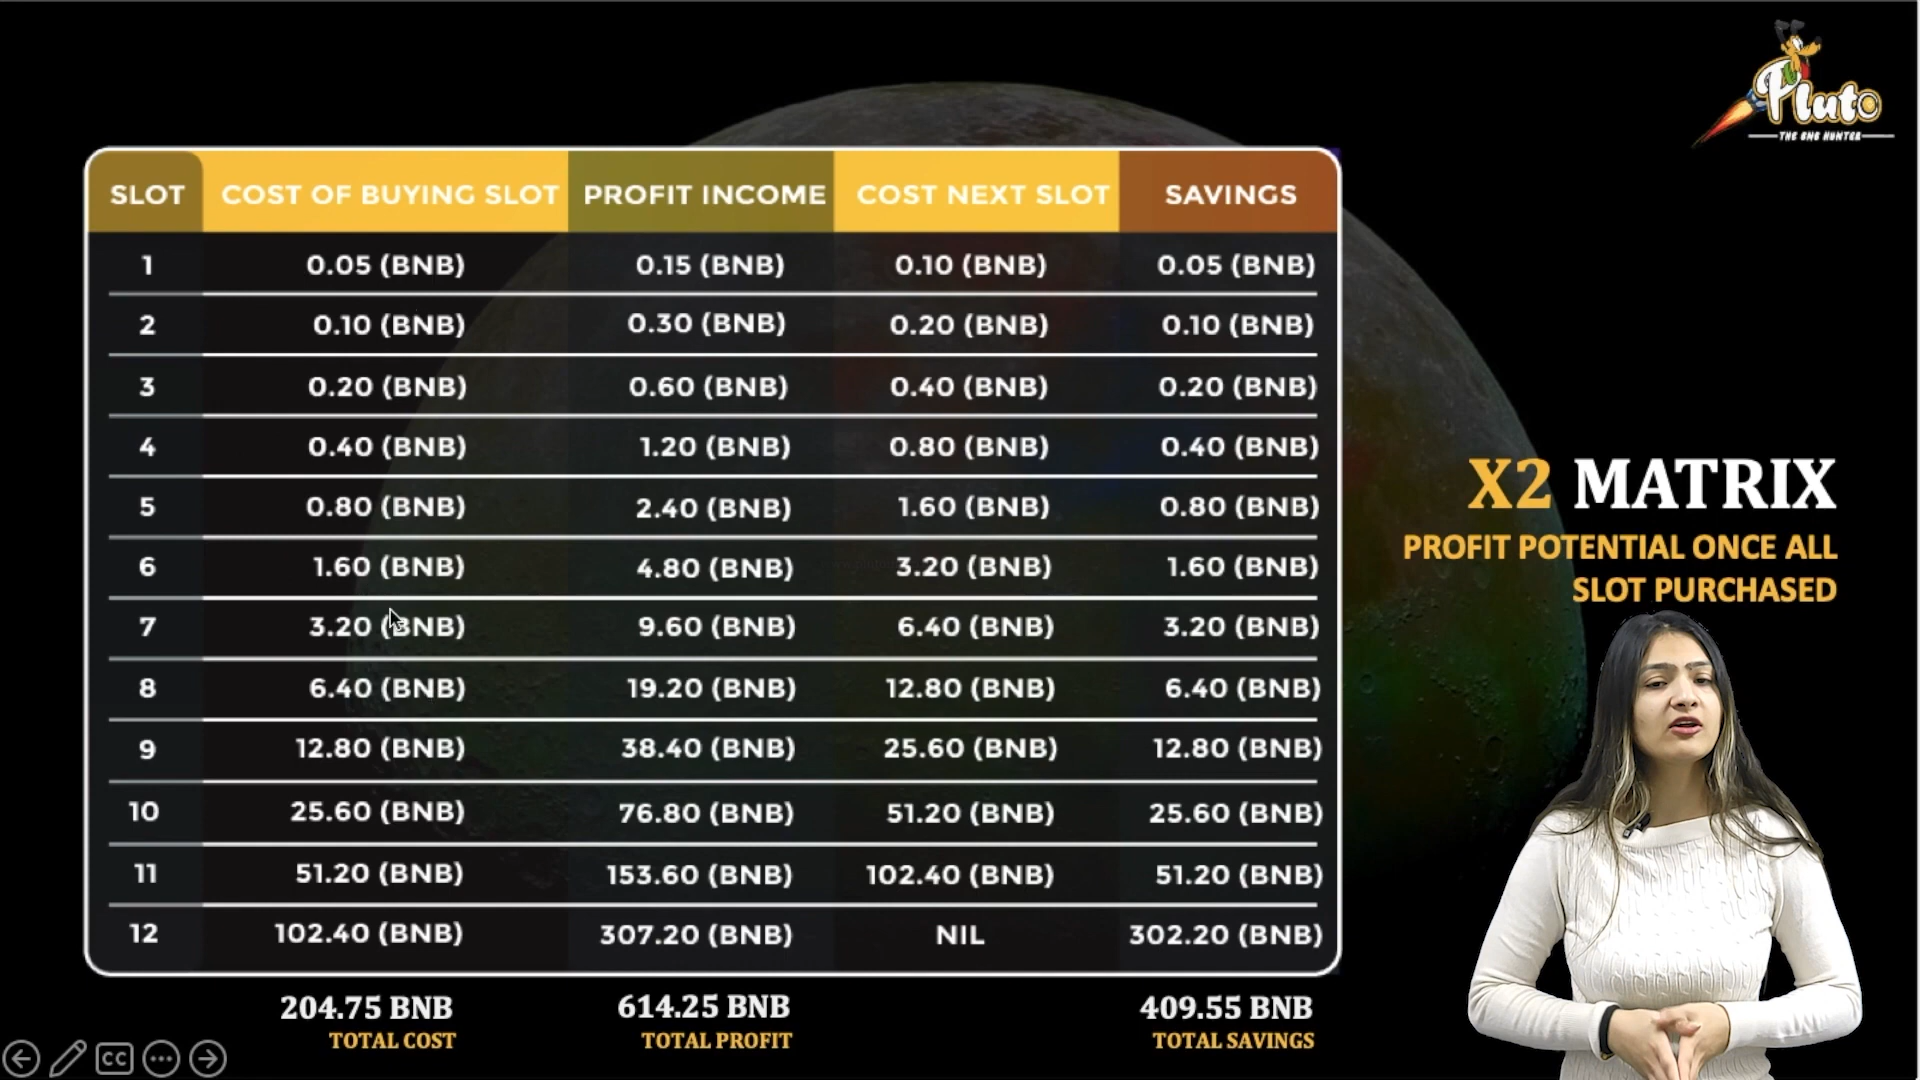 Pluto
THE BNB HUNTER
SLOT COST OF BUYING SLOT PROFIT INCOME COST NEXT SLOT SAVINGS
1 0.05 (BNB) 0.15 (BNB) 0.10 (BNB) 0.05 (BNB)
2 0.10 (BNB) 0.30 (BNB) 0.20 (BNB) 0.10 (BNB)
3 0.20 (BNB) 0.60 (BNB) 0.40 (BNB) 0.20 (BNB)
4 0.40 (BNB) 1.20 (BNB) 0.80 (BNB) 0.40 (BNB)
5 0.80 (BNB) 2.40 (BNB) 1.60 (BNB) 0.80 (BNB)
6 1.60 (BNB) 4.80 (BNB) 3.20 (BNB) 1.60 (BNB)
7 3.20 (BNB) 9.60 (BNB) 6.40 (BNB) 3.20 (BNB)
8 6.40 (BNB) 19.20 (BNB) 12.80 (BNB) 6.40 (BNB)
9 12.80 (BNB) 38.40 (BNB) 25.60 (BNB) 12.80 (BNB)
10 25.60 (BNB) 76.80 (BNB) 51.20 (BNB) 25.60 (BNB)
11 51.20 (BNB) 153.60 (BNB) 102.40 (BNB) 51.20 (BNB)
12 102.40 (BNB) 307.20 (BNB) NIL 302.20 (BNB)
204.75 BNB 614.25 BNB 409.55 BNB
TOTAL COST TOTAL PROFIT TOTAL SAVINGS
X2 MATRIX
PROFIT POTENTIAL ONCE ALL
SLOT PURCHASED
CC